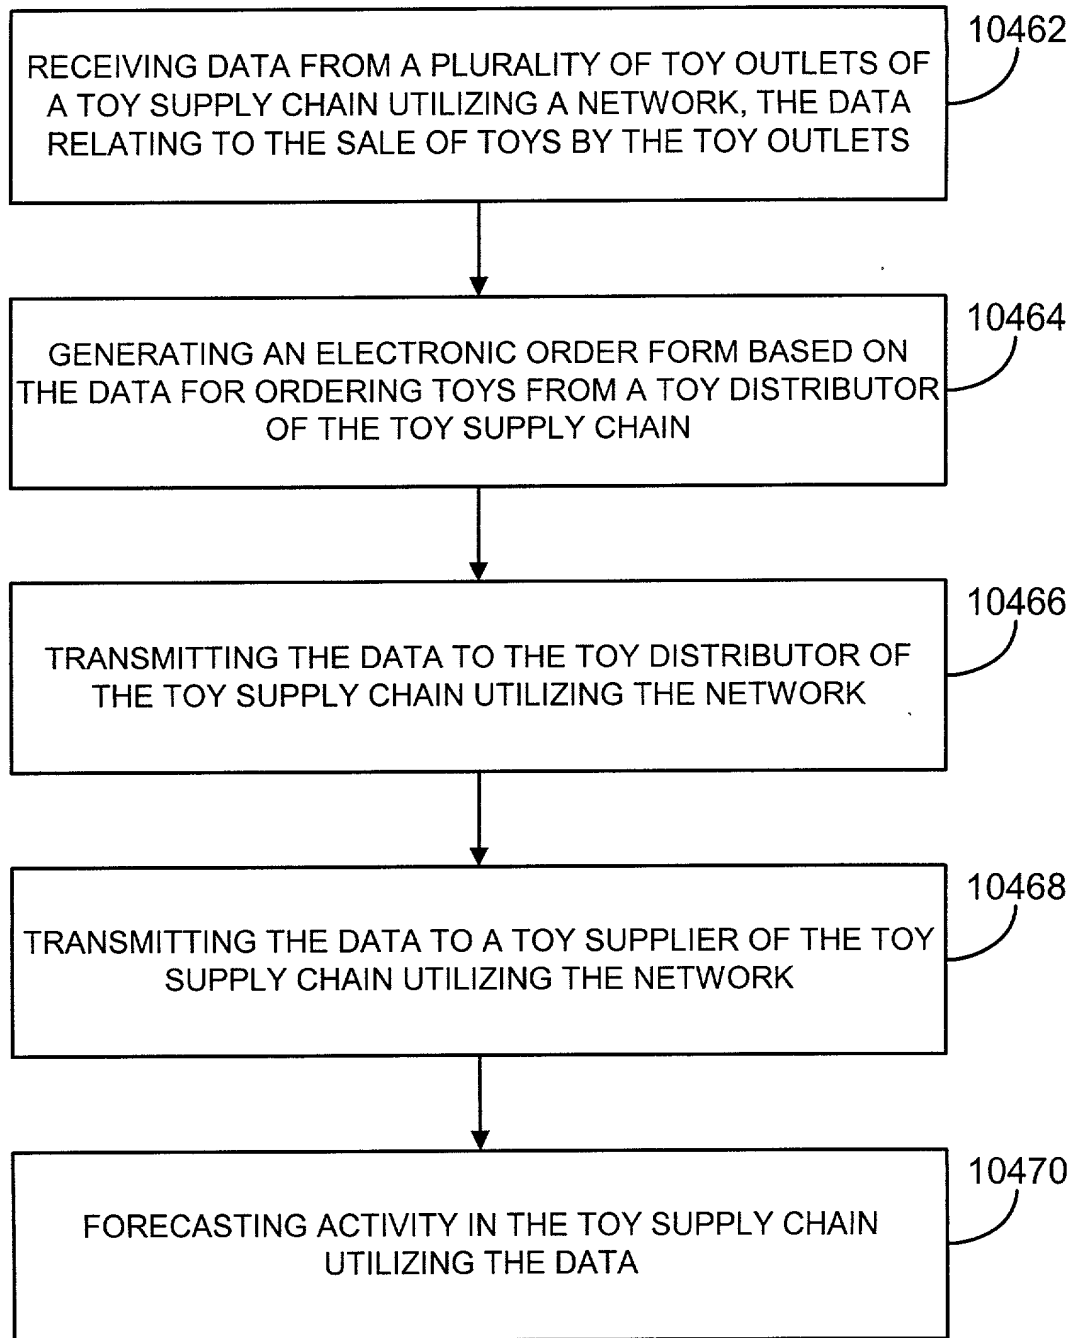 10462
RECEIVING DATA FROM A PLURALITY OF TOY OUTLETS OF
A TOY SUPPLY CHAIN UTILIZING A NETWORK, THE DATA
RELATING TO THE SALE OF TOYS BY THE TOY OUTLETS
10464
GENERATING AN ELECTRONIC ORDER FORM BASED ON
THE DATA FOR ORDERING TOYS FROM A TOY DISTRIBUTOR
OF THE TOY SUPPLY CHAIN
10466
TRANSMITTING THE DATA TO THE TOY DISTRIBUTOR OF
THE TOY SUPPLY CHAIN UTILIZING THE NETWORK
10468
TRANSMITTING THE DATA TO A TOY SUPPLIER OF THE TOY
SUPPLY CHAIN UTILIZING THE NETWORK
10470
FORECASTING ACTIVITY IN THE TOY SUPPLY CHAIN
UTILIZING THE DATA